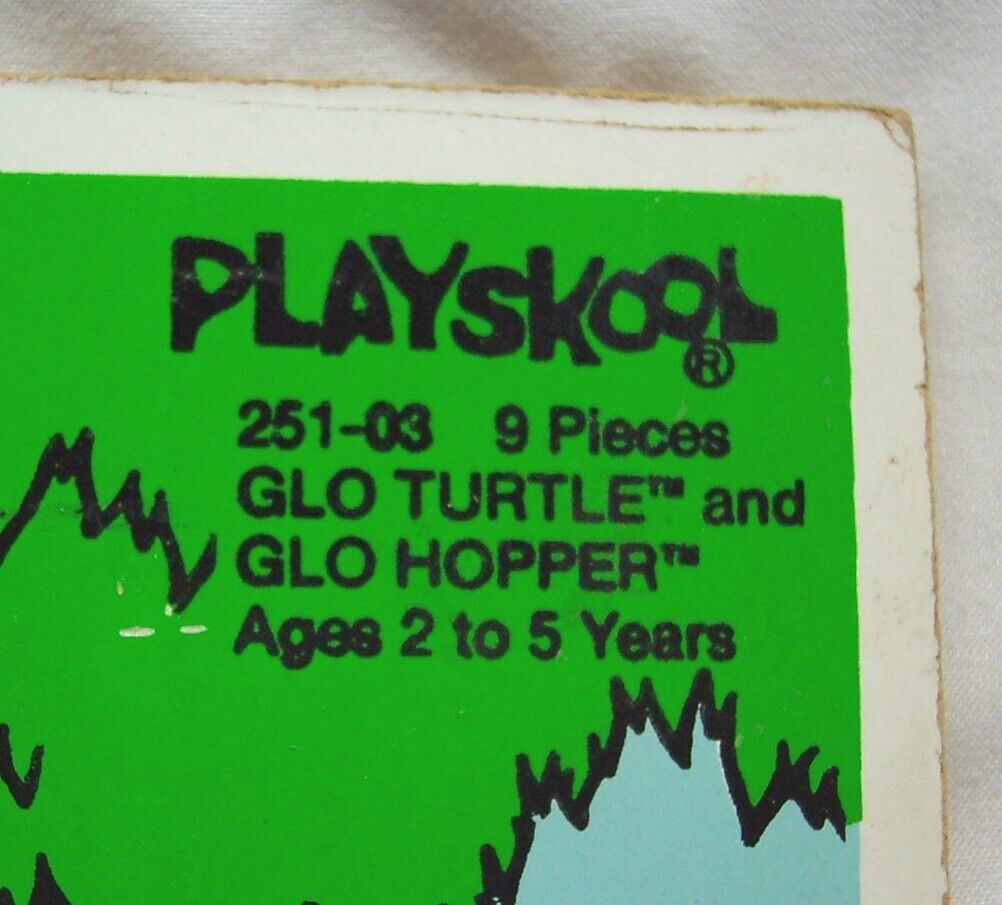 PLAYSKOOL®
251-03 9 Pieces
GLO TURTLE™ and
GLO HOPPER™
Ages 2 to 5 Years